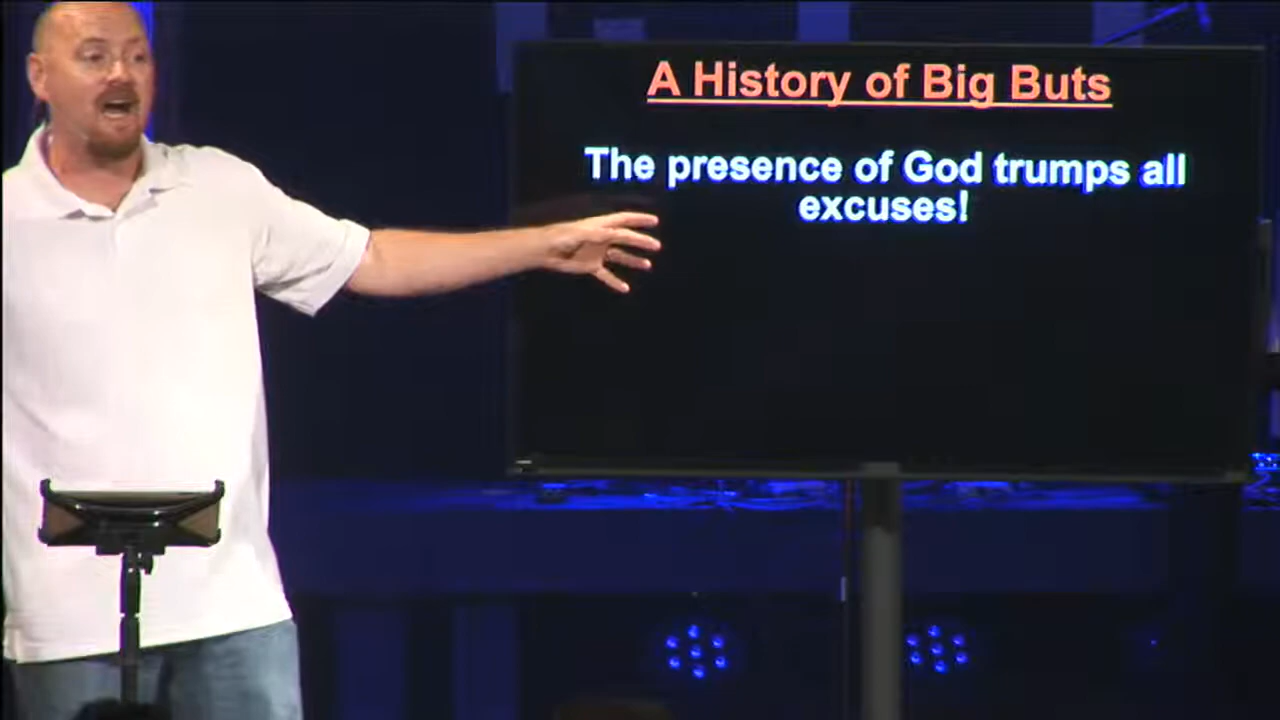 A History of Big Buts
The presence of God trumps all
excuses!